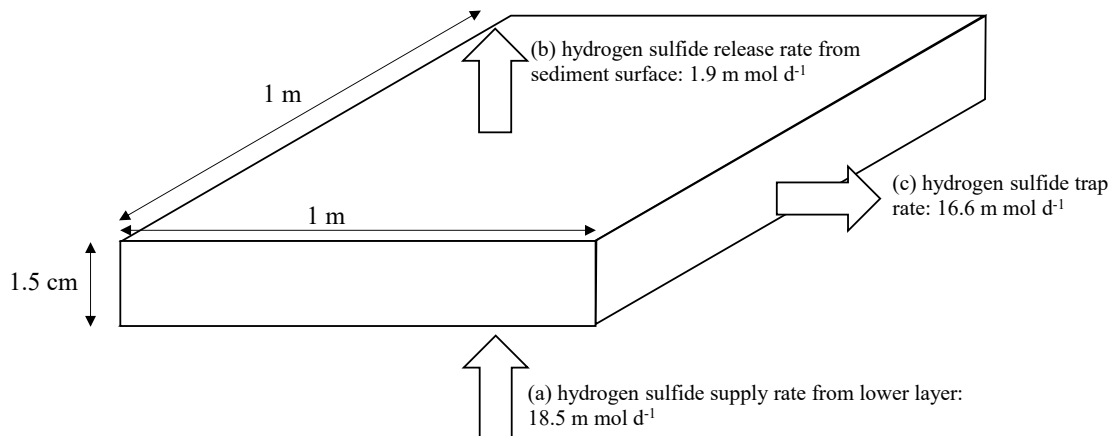 (b) hydrogen sulfide release rate from
sediment surface: 1.9 m mol d⁻¹
1 m
(c) hydrogen sulfide trap
rate: 16.6 m mol d⁻¹
1 m
1.5 cm
(a) hydrogen sulfide supply rate from lower layer:
18.5 m mol d⁻¹